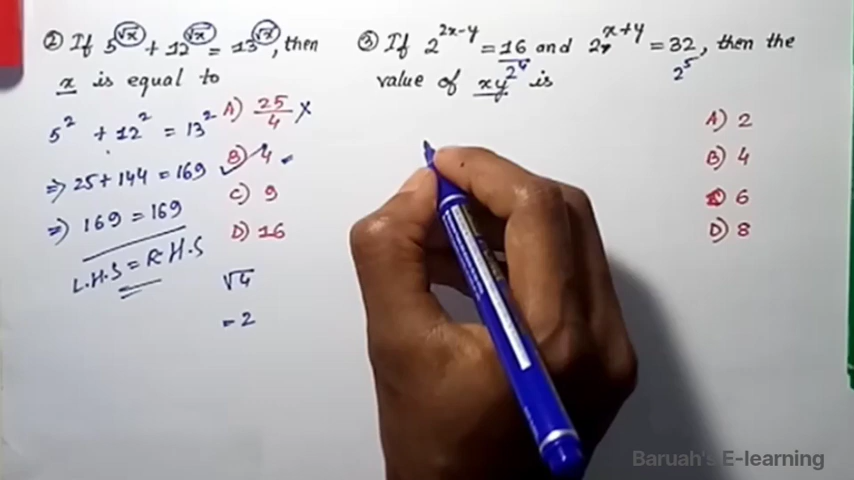 ② If 5^√x + 12^√x = 13^√x, then
x is equal to
5² + 12² = 13²
⇒ 25 + 144 = 169
⇒ 169 = 169
L.H.S = R.H.S
A) 25/4 ×
B) 4
C) 9
D) 16
√4
= 2
③ If 2^(2x-y) = 16 and 2^(x+y) = 32, then the
2⁴ 2⁵
value of xy is
A) 2
B) 4
C) 6
D) 8
Baruah's E-learning